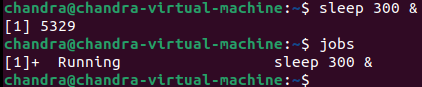 chandra@chandra-virtual-machine:~$ sleep 300 &
[1] 5329
chandra@chandra-virtual-machine:~$ jobs
[1]+  Running                 sleep 300 &
chandra@chandra-virtual-machine:~$